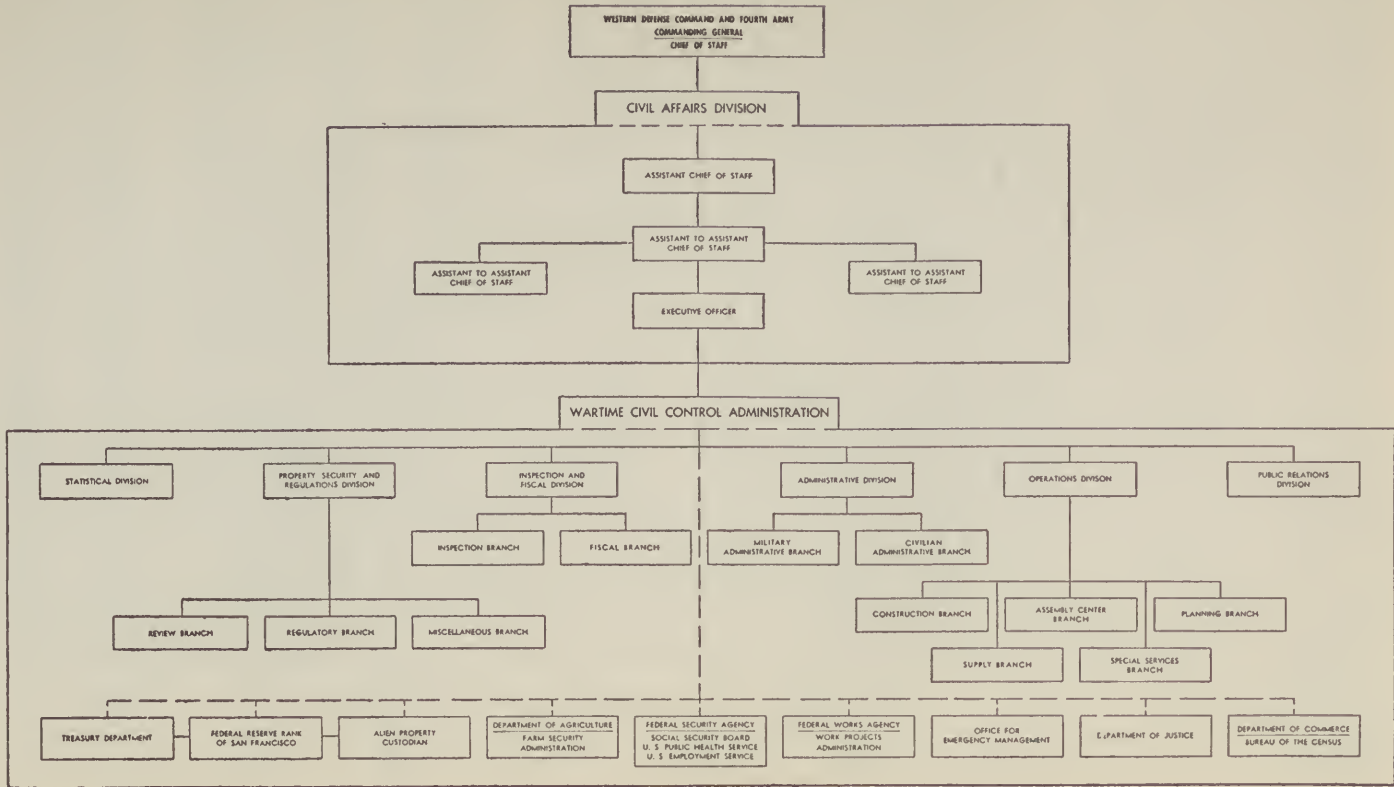 WESTERN DEFENSE COMMAND AND FOURTH ARMY
COMMANDING GENERAL
CHIEF OF STAFF
CIVIL AFFAIRS DIVISION
ASSISTANT CHIEF OF STAFF
ASSISTANT TO ASSISTANT
CHIEF OF STAFF
ASSISTANT TO ASSISTANT
CHIEF OF STAFF
ASSISTANT TO ASSISTANT
CHIEF OF STAFF
EXECUTIVE OFFICER
WARTIME CIVIL CONTROL ADMINISTRATION
STATISTICAL DIVISION
PROPERTY SECURITY AND
REGULATIONS DIVISION
INSPECTION AND
FISCAL DIVISION
ADMINISTRATIVE DIVISION
OPERATIONS DIVISON
PUBLIC RELATIONS
DIVISION
INSPECTION BRANCH
FISCAL BRANCH
MILITARY
ADMINISTRATIVE BRANCH
CIVILIAN
ADMINISTRATIVE BRANCH
REVIEW BRANCH
REGULATORY BRANCH
MISCELLANEOUS BRANCH
CONSTRUCTION BRANCH
ASSEMBLY CENTER
BRANCH
PLANNING BRANCH
SUPPLY BRANCH
SPECIAL SERVICES
BRANCH
TREASURY DEPARTMENT
FEDERAL RESERVE BANK
OF SAN FRANCISCO
ALIEN PROPERTY
CUSTODIAN
DEPARTMENT OF AGRICULTURE
FARM SECURITY
ADMINISTRATION
FEDERAL SECURITY AGENCY
SOCIAL SECURITY BOARD
U. S. PUBLIC HEALTH SERVICE
U. S EMPLOYMENT SERVICE
FEDERAL WORKS AGENCY
WORK PROJECTS
ADMINISTRATION
OFFICE FOR
EMERGENCY MANAGEMENT
DEPARTMENT OF JUSTICE
DEPARTMENT OF COMMERCE
BUREAU OF THE CENSUS